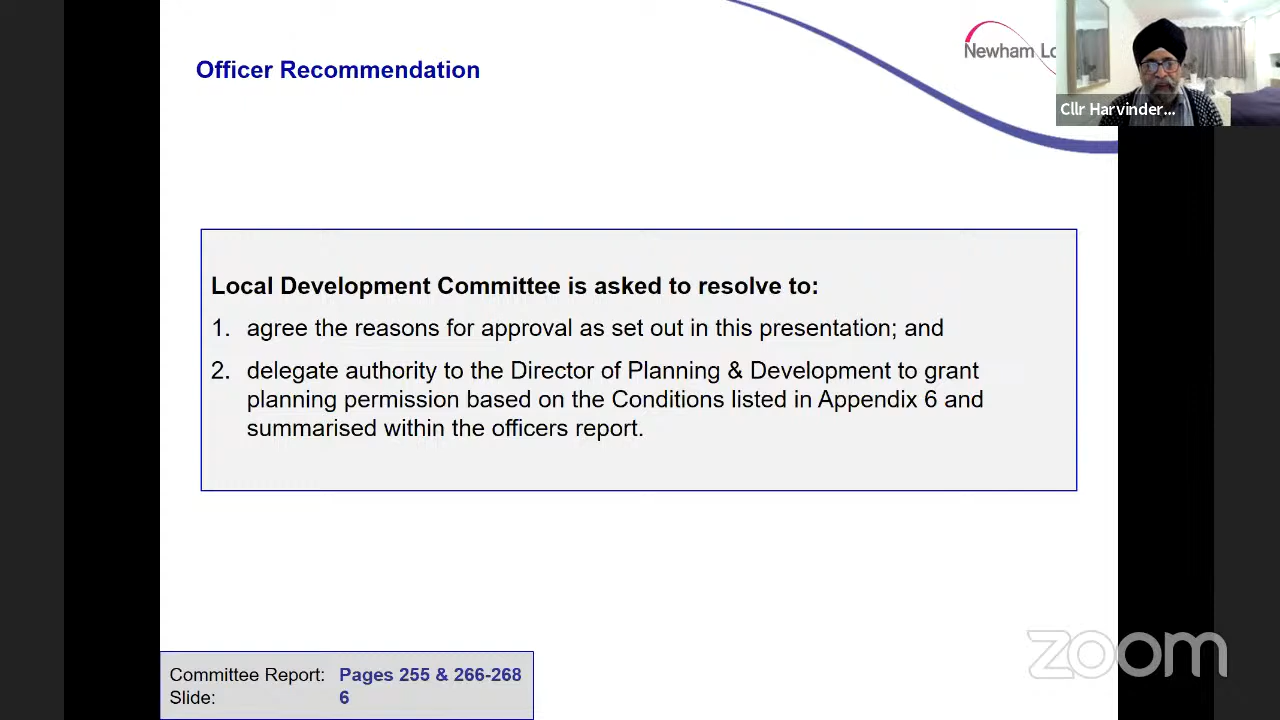 Officer Recommendation
Newham Lo
Cllr Harvinder...
Local Development Committee is asked to resolve to:
1. agree the reasons for approval as set out in this presentation; and
2. delegate authority to the Director of Planning & Development to grant
planning permission based on the Conditions listed in Appendix 6 and
summarised within the officers report.
zoom
Committee Report: Pages 255 & 266-268
Slide: 6